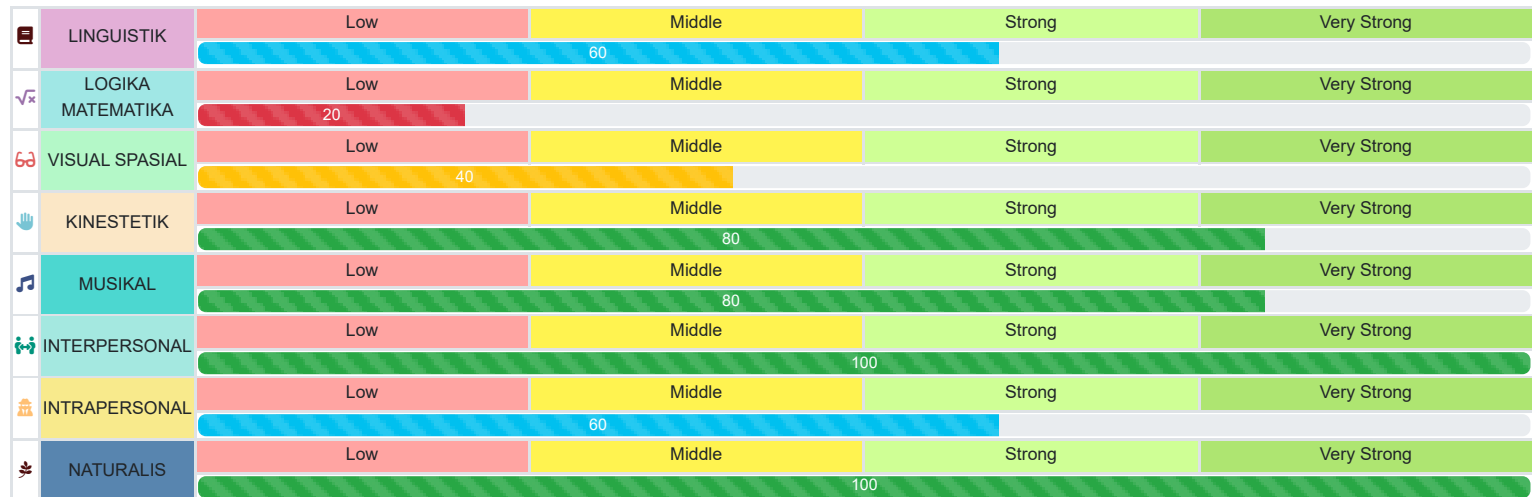 LINGUISTIK
Low Middle Strong Very Strong
60
LOGIKA
MATEMATIKA
Low Middle Strong Very Strong
20
VISUAL SPASIAL
Low Middle Strong Very Strong
40
KINESTETIK
Low Middle Strong Very Strong
80
MUSIKAL
Low Middle Strong Very Strong
80
INTERPERSONAL
Low Middle Strong Very Strong
100
INTRAPERSONAL
Low Middle Strong Very Strong
60
NATURALIS
Low Middle Strong Very Strong
100